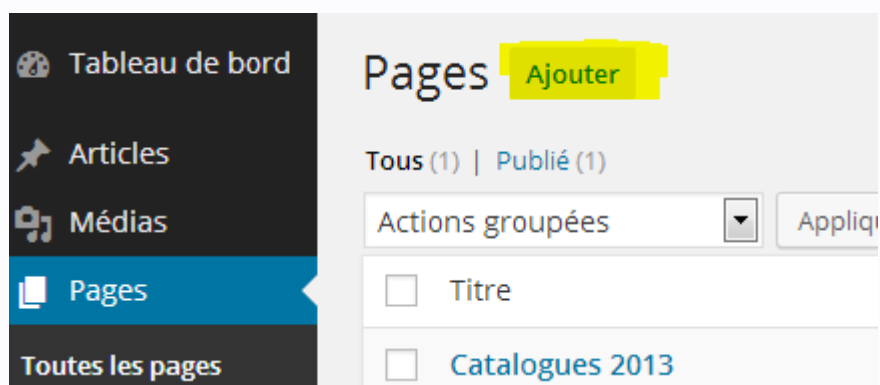 Tableau de bord
Articles
Médias
Pages
Toutes les pages
Pages Ajouter
Tous (1) | Publié (1)
Actions groupées
Titre
Catalogues 2013